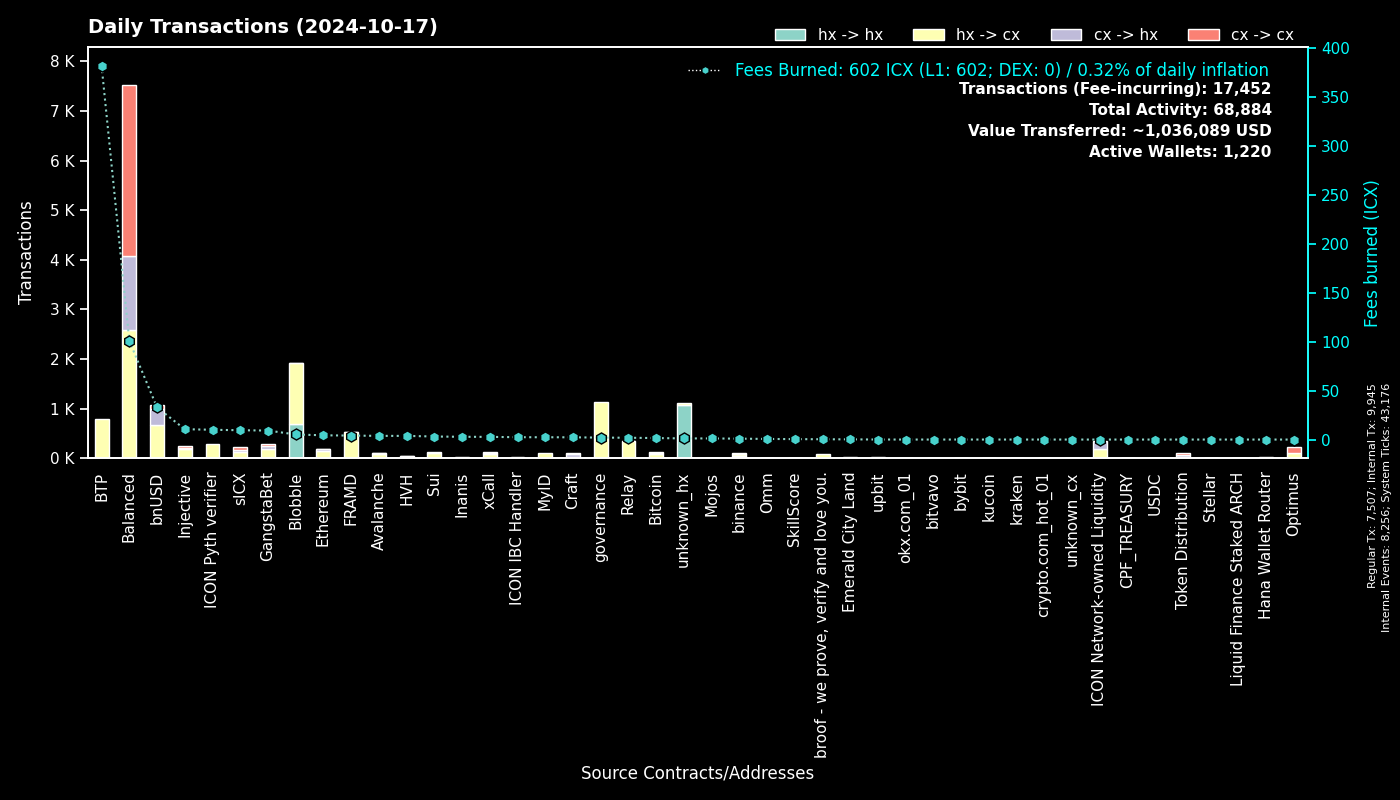 Daily Transactions (2024-10-17)
hx -> hx
hx -> cx
cx -> hx
cx -> cx
Fees Burned: 602 ICX (L1: 602; DEX: 0) / 0.32% of daily inflation
Transactions (Fee-incurring): 17,452
Total Activity: 68,884
Value Transferred: ~1,036,089 USD
Active Wallets: 1,220
8 K
7 K
6 K
5 K
4 K
3 K
2 K
1 K
0 K
Transactions
400
350
300
250
200
150
100
50
0
Fees burned (ICX)
Regular Tx: 7,507; Internal Tx: 9,945
Internal Events: 8,256; System Ticks: 43,176
BTP
Balanced
bnUSD
Injective
ICON Pyth verifier
sICX
GangstaBet
Blobble
Ethereum
FRAMD
Avalanche
HVH
Sui
Inanis
xCall
ICON IBC Handler
MyID
Craft
governance
Relay
Bitcoin
unknown_hx
Mojos
binance
Omm
SkillScore
broof - we prove, verify and love you.
Emerald City Land
upbit
okx.com_01
bitvavo
bybit
kucoin
kraken
crypto.com_hot_01
unknown_cx
ICON Network-owned Liquidity
CPF_TREASURY
USDC
Token Distribution
Stellar
Liquid Finance Staked ARCH
Hana Wallet Router
Optimus
Source Contracts/Addresses